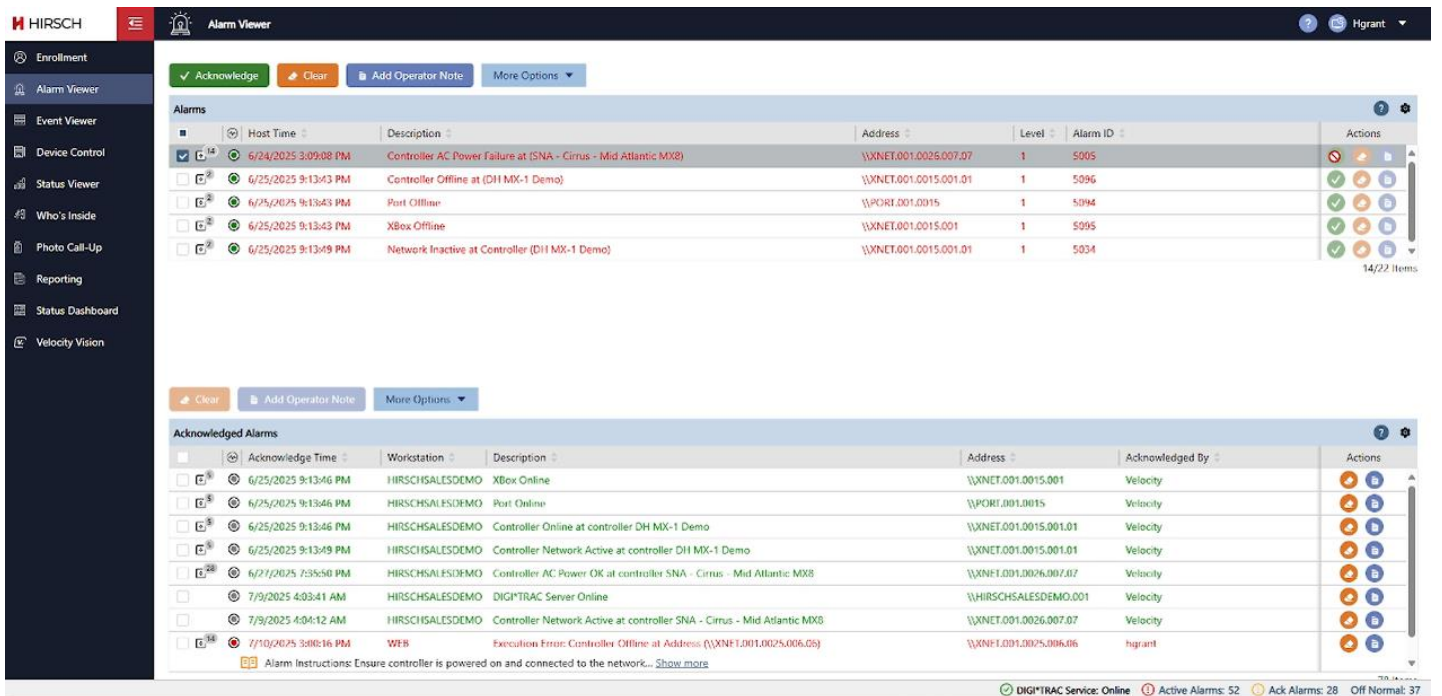 HIRSCH Alarm Viewer Hgrant
Enrollment
Alarm Viewer
Event Viewer
Device Control
Status Viewer
Who's Inside
Photo Call-Up
Reporting
Status Dashboard
Velocity Vision
Acknowledge Clear Add Operator Note More Options
Alarms
Host Time Description Address Level Alarm ID Actions
14 6/24/2025 3:09:08 PM Controller AC Power Failure at (SNA - Cirrus - Mid Atlantic MX8) \\XNET.001.0026.007.07 1 5005
2 6/25/2025 9:13:43 PM Controller Offline at (DH MX-1 Demo) \\XNET.001.0015.001.01 1 5096
2 6/25/2025 9:13:43 PM Port Offline \\PORT.001.0015 1 5094
2 6/25/2025 9:13:43 PM XBox Offline \\XNET.001.0015.001 1 5095
2 6/25/2025 9:13:49 PM Network Inactive at Controller (DH MX-1 Demo) \\XNET.001.0015.001.01 1 5034
14/22 Items
Clear Add Operator Note More Options
Acknowledged Alarms
Acknowledge Time Workstation Description Address Acknowledged By Actions
5 6/25/2025 9:13:46 PM HIRSCHSALESDEMO XBox Online \\XNET.001.0015.001 Velocity
5 6/25/2025 9:13:46 PM HIRSCHSALESDEMO Port Online \\PORT.001.0015 Velocity
5 6/25/2025 9:13:46 PM HIRSCHSALESDEMO Controller Online at controller DH MX-1 Demo \\XNET.001.0015.001.01 Velocity
5 6/25/2025 9:13:49 PM HIRSCHSALESDEMO Controller Network Active at controller DH MX-1 Demo \\XNET.001.0015.001.01 Velocity
28 6/27/2025 7:35:50 PM HIRSCHSALESDEMO Controller AC Power OK at controller SNA - Cirrus - Mid Atlantic MX8 \\XNET.001.0026.007.07 Velocity
7/9/2025 4:03:41 AM HIRSCHSALESDEMO DIGI*TRAC Server Online \\HIRSCHSALESDEMO.001 Velocity
7/9/2025 4:04:12 AM HIRSCHSALESDEMO Controller Network Active at controller SNA - Cirrus - Mid Atlantic MX8 \\XNET.001.0026.007.07 Velocity
14 7/10/2025 3:00:16 PM WEB Execution Error: Controller Offline at Address (\\XNET.001.0025.006.06) \\XNET.001.0025.006.06 hgrant
Alarm Instructions: Ensure controller is powered on and connected to the network... Show more
DIGI*TRAC Service: Online Active Alarms: 52 Ack Alarms: 28 Off Normal: 37